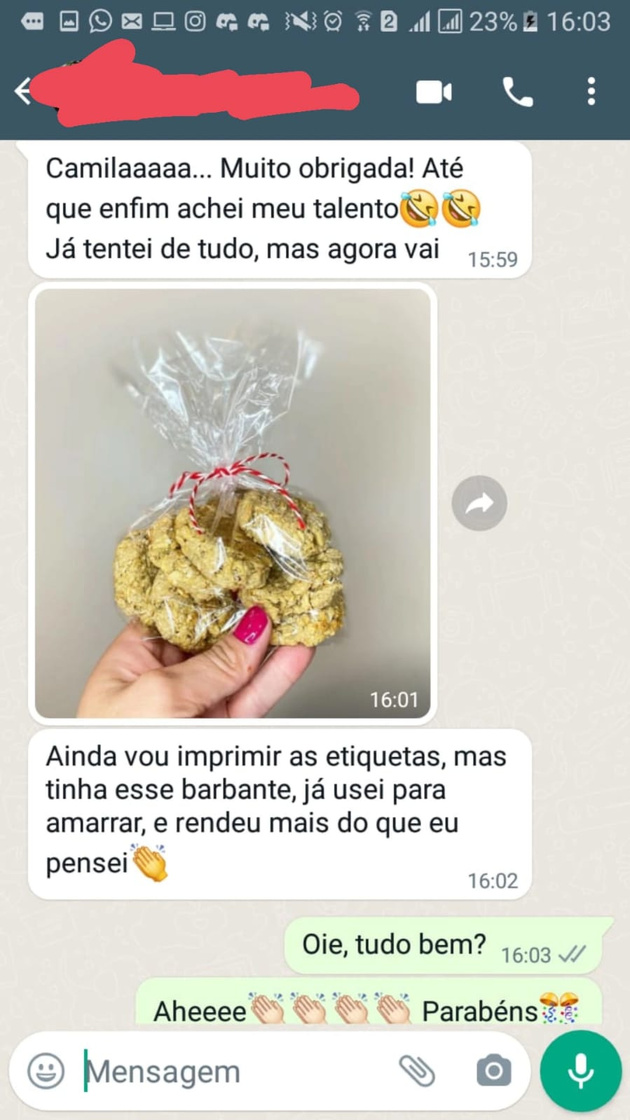 2 23% 16:03
Camilaaaaa... Muito obrigada! Até
que enfim achei meu talento🤣🤣
Já tentei de tudo, mas agora vai 15:59
16:01
Ainda vou imprimir as etiquetas, mas
tinha esse barbante, já usei para
amarrar, e rendeu mais do que eu
pensei👏
16:02
Oie, tudo bem? 16:03
Aheeee👏🏻👏🏻👏🏻👏🏻 Parabéns🎊
Mensagem